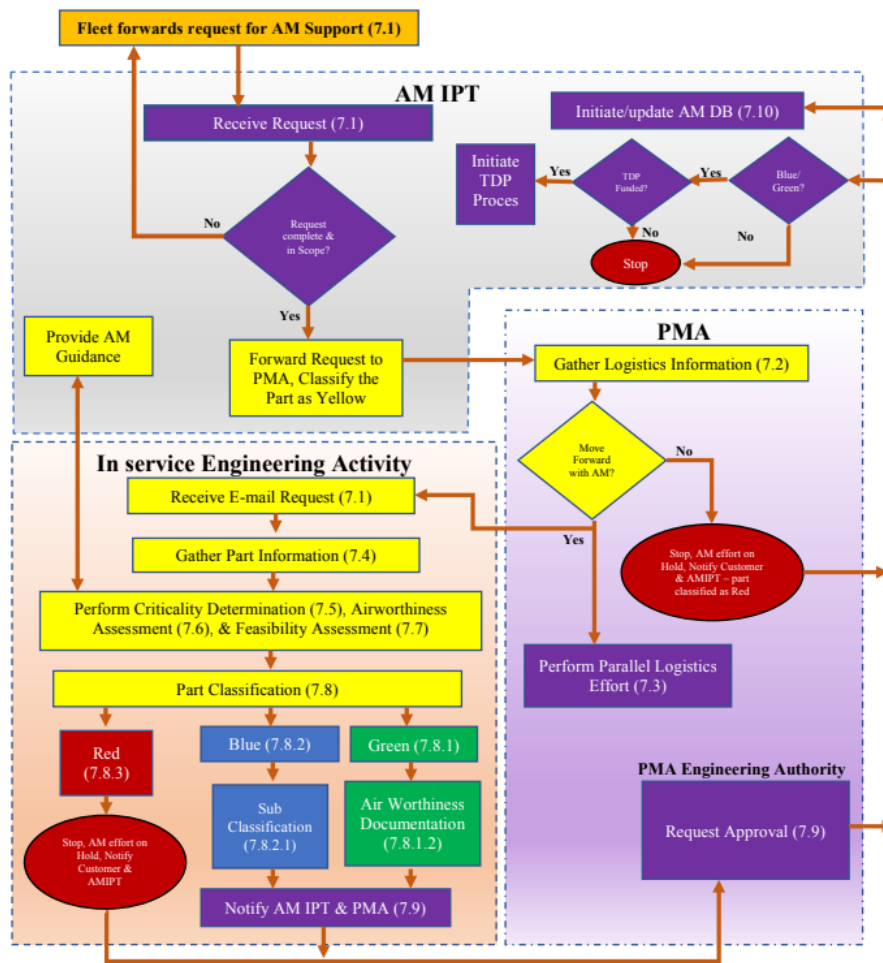 Fleet forwards request for AM Support (7.1)
AM IPT
Receive Request (7.1)
Initiate/update AM DB (7.10)
Initiate
TDP
Proces
Yes
TDP
Funded?
Yes
Blue/
Green?
No
No
Stop
No
Request
complete &
in Scope?
Yes
Provide AM
Guidance
Forward Request to
PMA, Classify the
Part as Yellow
PMA
Gather Logistics Information (7.2)
Move
Forward
with AM?
No
Yes
Stop, AM effort on
Hold, Notify Customer
& AMIPT – part
classified as Red
Perform Parallel Logistics
Effort (7.3)
PMA Engineering Authority
Request Approval (7.9)
In service Engineering Activity
Receive E-mail Request (7.1)
Gather Part Information (7.4)
Perform Criticality Determination (7.5), Airworthiness
Assessment (7.6), & Feasibility Assessment (7.7)
Part Classification (7.8)
Red
(7.8.3)
Blue (7.8.2)
Green (7.8.1)
Stop, AM effort on
Hold, Notify
Customer &
AMIPT
Sub
Classification
(7.8.2.1)
Air Worthiness
Documentation
(7.8.1.2)
Notify AM IPT & PMA (7.9)